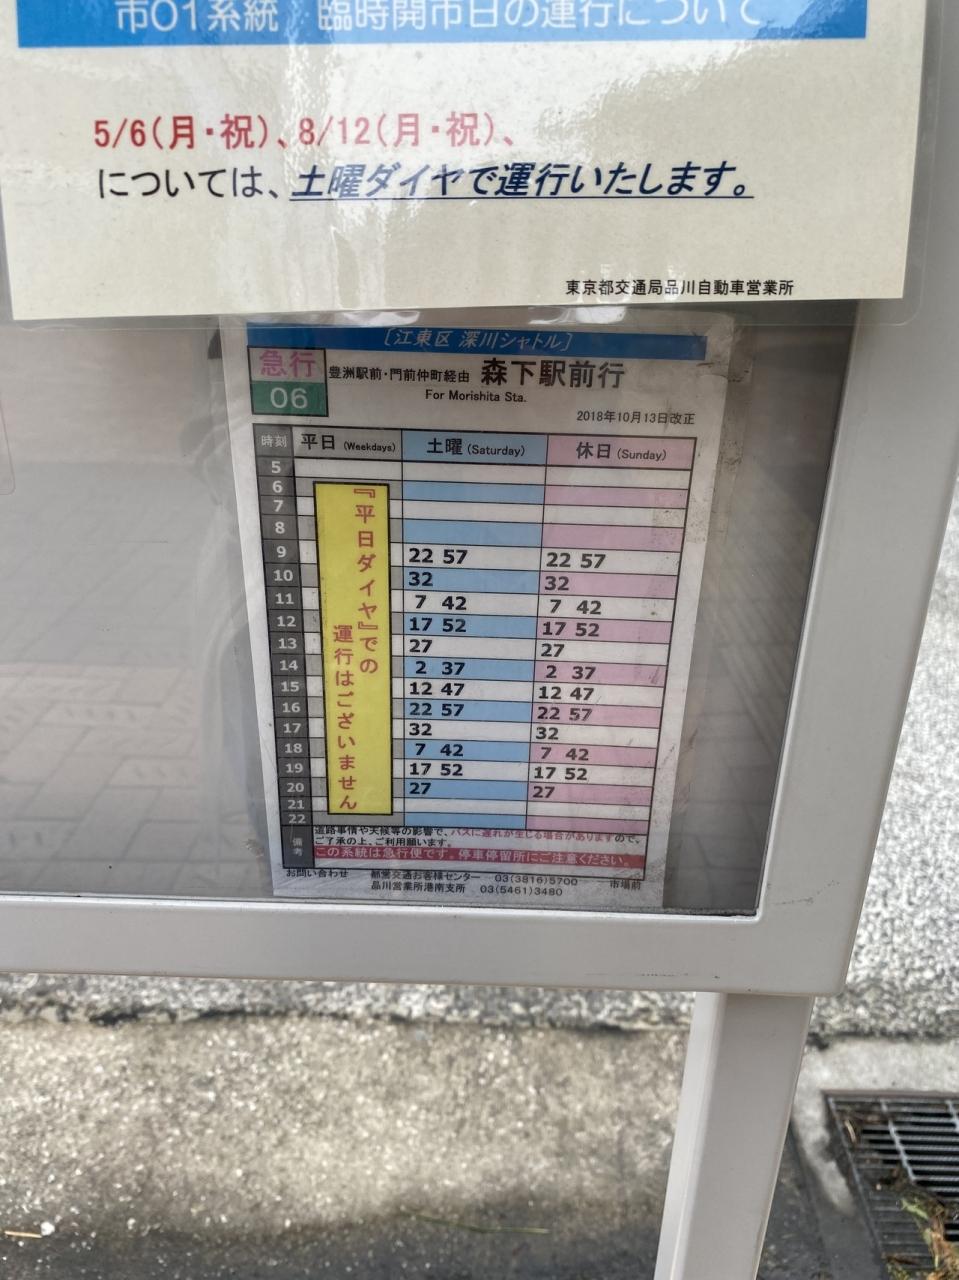 市01系統 臨時開市日の運行について
5/6(月・祝)、8/12(月・祝)、
については、土曜ダイヤで運行いたします。
東京都交通局品川自動車営業所
[江東区 深川シャトル]
急行
06
豊洲駅前・門前仲町経由 森下駅前行
For Morishita Sta.
2018年10月13日改正
時刻 平日 (Weekdays) 土曜 (Saturday) 休日 (Sunday)
5
6
7
8
9 22 57 22 57
10 32 32
11 7 42 7 42
12 17 52 17 52
13 27 27
14 2 37 2 37
15 12 47 12 47
16 22 57 22 57
17 32 32
18 7 42 7 42
19 17 52 17 52
20 27 27
21
22
『平日ダイヤ』での
運行はございません
備考
道路事情や天候等の影響で、バスに遅れが生じる場合がありますので、
ご了承の上、ご利用願います。
この系統は急行便です。停車停留所にご注意ください。
お問い合わせ 都営交通お客様センター 03(3816)5700 市場前
品川営業所港南支所 03(5461)3480